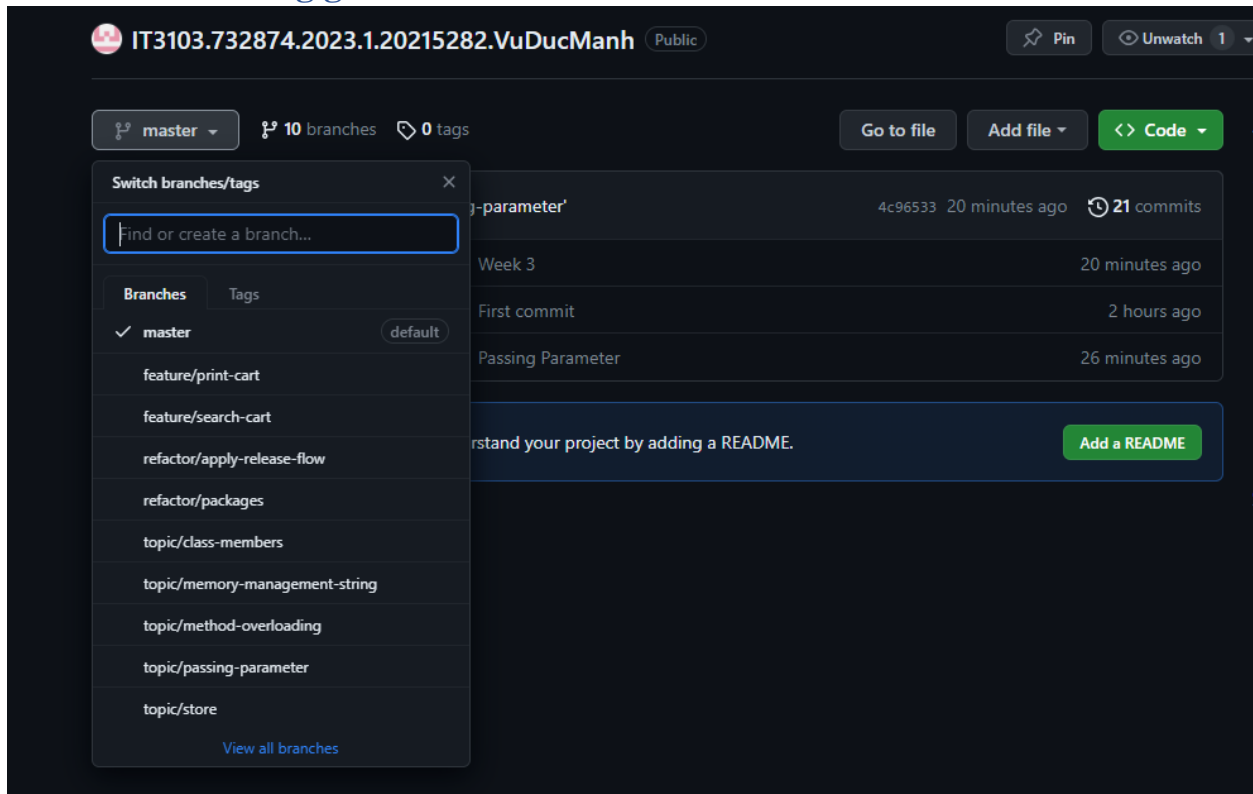 IT3103.732874.2023.1.20215282.VuDucManh Public Pin Unwatch 1
master 10 branches 0 tags Go to file Add file Code
Switch branches/tags
-parameter' 4c96533 20 minutes ago 21 commits
Find or create a branch...
Week 3 20 minutes ago
Branches Tags
First commit 2 hours ago
master default
Passing Parameter 26 minutes ago
feature/print-cart
feature/search-cart
rstand your project by adding a README. Add a README
refactor/apply-release-flow
refactor/packages
topic/class-members
topic/memory-management-string
topic/method-overloading
topic/passing-parameter
topic/store
View all branches